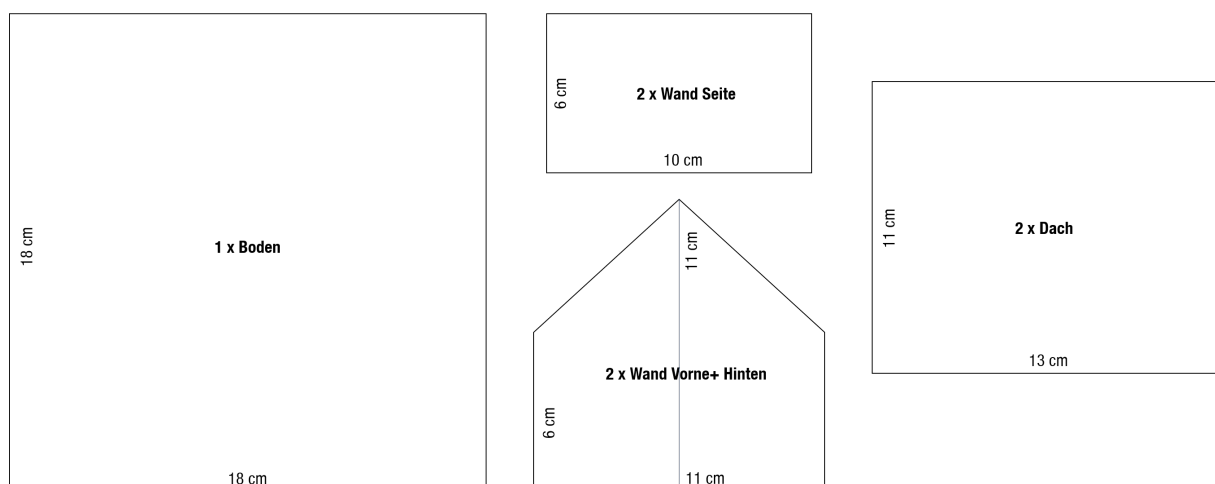 18 cm
1 x Boden
18 cm
6 cm
2 x Wand Seite
10 cm
11 cm
2 x Wand Vorne+ Hinten
6 cm
11 cm
11 cm
2 x Dach
13 cm